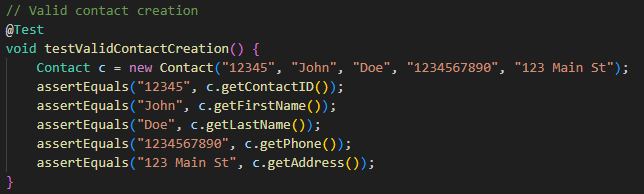 // Valid contact creation
@Test
void testValidContactCreation() {
    Contact c = new Contact("12345", "John", "Doe", "1234567890", "123 Main St");
    assertEquals("12345", c.getContactID());
    assertEquals("John", c.getFirstName());
    assertEquals("Doe", c.getLastName());
    assertEquals("1234567890", c.getPhone());
    assertEquals("123 Main St", c.getAddress());
}